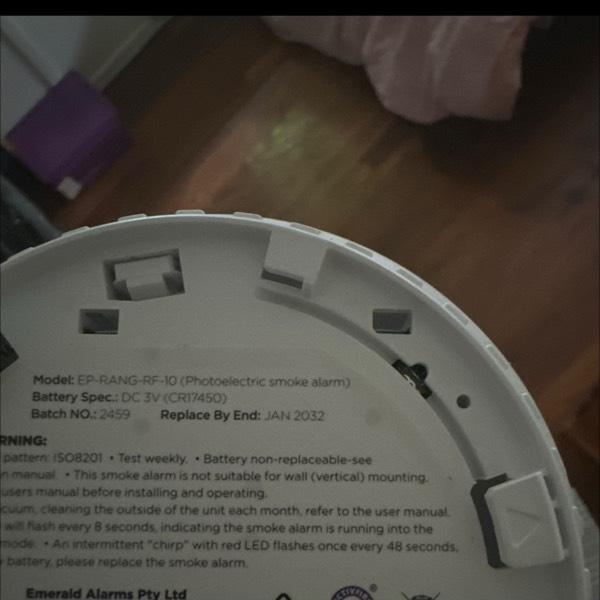 Model: EP-RANG-RF-10 (Photoelectric smoke alarm)
Battery Spec.: DC 3V (CR17450)
Batch NO.: 2459 Replace By End: JAN 2032
RNING:
pattern: ISO8201 • Test weekly. • Battery non-replaceable-see
n manual. • This smoke alarm is not suitable for wall (vertical) mounting.
users manual before installing and operating.
cuum, cleaning the outside of the unit each month, refer to the user manual.
will flash every 8 seconds, indicating the smoke alarm is running into the
mode. • An intermittent "chirp" with red LED flashes once every 48 seconds,
battery, please replace the smoke alarm.
Emerald Alarms Pty Ltd